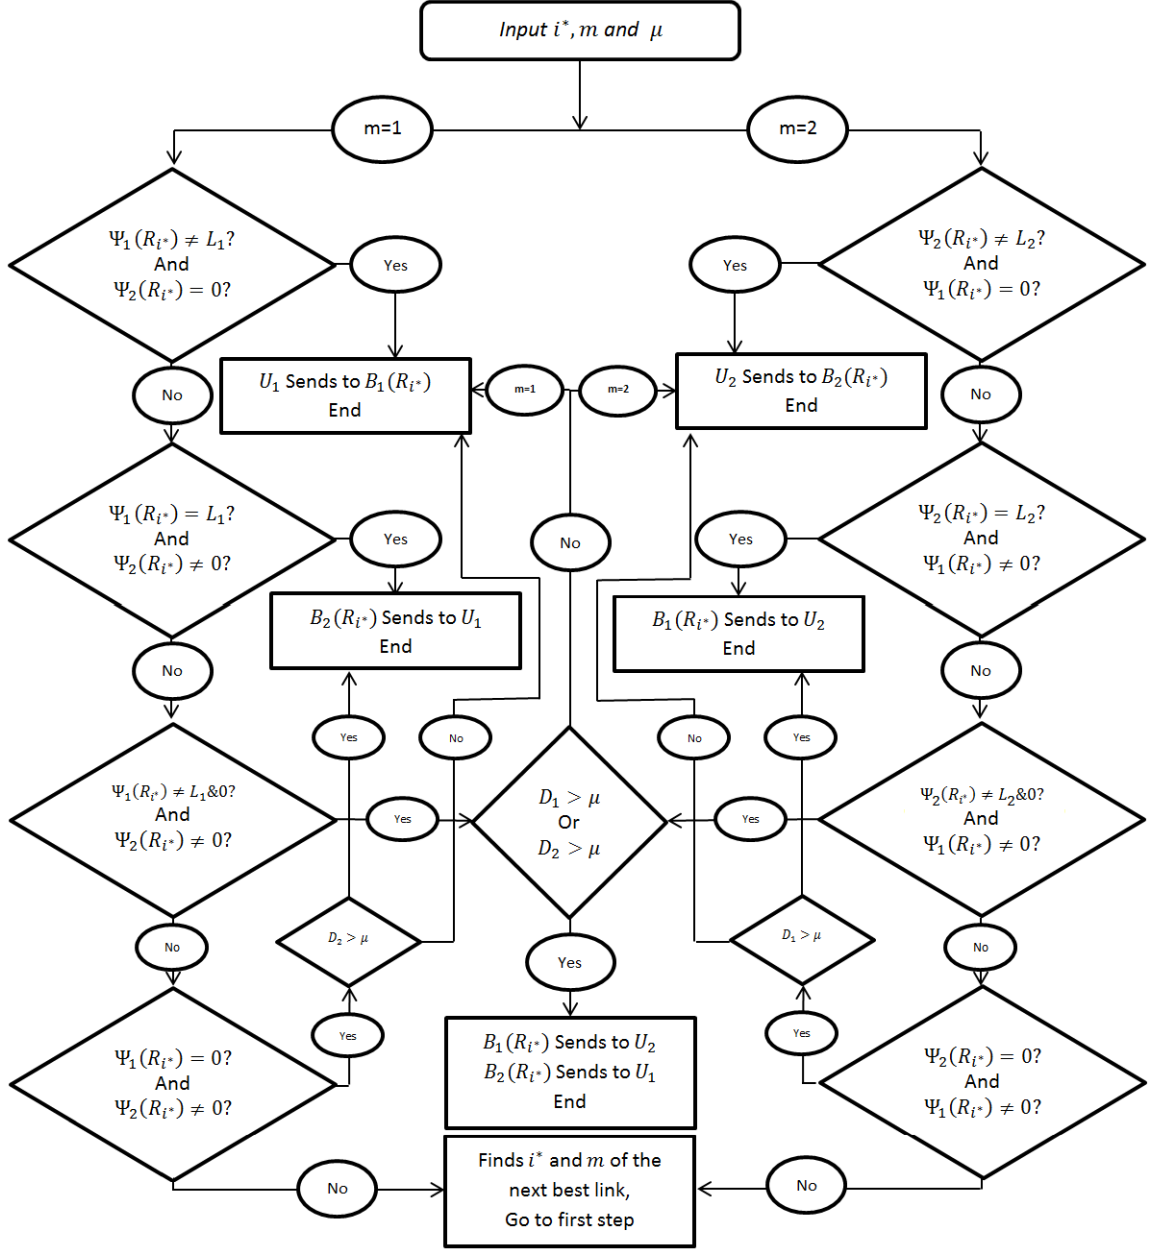 Input i*, m and μ
m=1
m=2
Ψ₁(Rᵢ*) ≠ L₁?
And
Ψ₂(Rᵢ*) = 0?
Yes
Yes
Ψ₂(Rᵢ*) ≠ L₂?
And
Ψ₁(Rᵢ*) = 0?
No
U₁ Sends to B₁(Rᵢ*)
End
m=1
m=2
U₂ Sends to B₂(Rᵢ*)
End
No
Ψ₁(Rᵢ*) = L₁?
And
Ψ₂(Rᵢ*) ≠ 0?
Yes
No
Yes
Ψ₂(Rᵢ*) = L₂?
And
Ψ₁(Rᵢ*) ≠ 0?
B₂(Rᵢ*) Sends to U₁
End
B₁(Rᵢ*) Sends to U₂
End
No
No
Yes
No
No
Yes
Ψ₁(Rᵢ*) ≠ L₁&0?
And
Ψ₂(Rᵢ*) ≠ 0?
Yes
D₁ > μ
Or
D₂ > μ
Yes
Ψ₂(Rᵢ*) ≠ L₂&0?
And
Ψ₁(Rᵢ*) ≠ 0?
No
D₂ > μ
Yes
D₁ > μ
No
Ψ₁(Rᵢ*) = 0?
And
Ψ₂(Rᵢ*) ≠ 0?
Yes
B₁(Rᵢ*) Sends to U₂
B₂(Rᵢ*) Sends to U₁
End
Yes
Ψ₂(Rᵢ*) = 0?
And
Ψ₁(Rᵢ*) ≠ 0?
No
Finds i* and m of the
next best link,
Go to first step
No